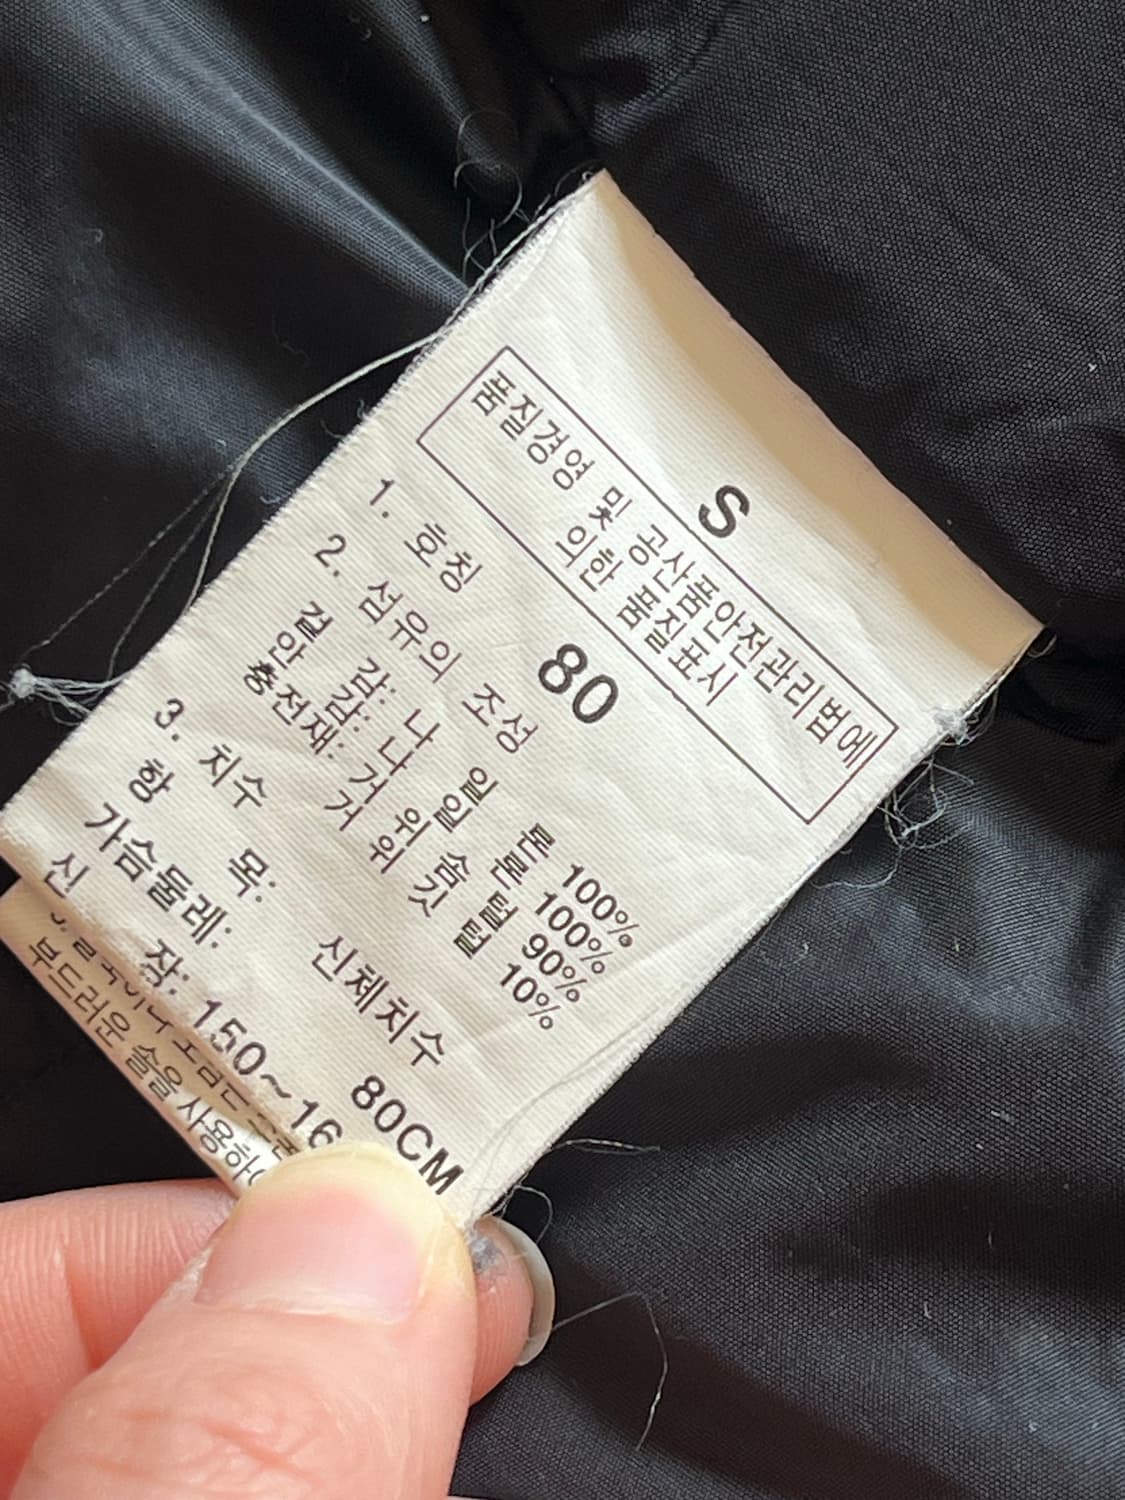 S
품질경영 및 공산품안전관리법에
의한 품질표시
1. 호칭 80
2. 섬유의 조성
겉 감: 나 일 론 100%
안 감: 나 일 론 100%
충전재: 거 위 솜 털 90%
거 위 깃 털 10%
3. 치수
항 목: 신체치수
가슴둘레: 80CM
신 장: 150~16
부드러운 솔을 사용하